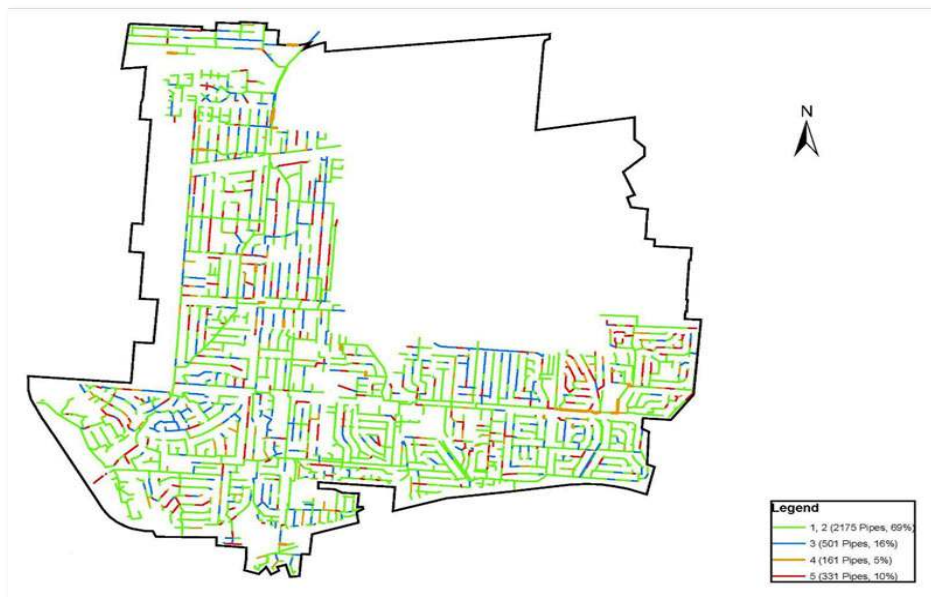 N
Legend
1, 2 (2175 Pipes, 69%)
3 (501 Pipes, 16%)
4 (161 Pipes, 5%)
5 (331 Pipes, 10%)